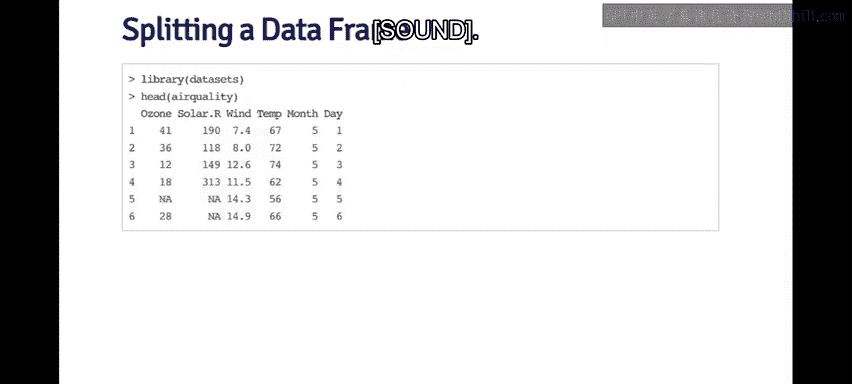 Splitting a Data Fra[SOUND].
> library(datasets)
> head(airquality)
Ozone Solar.R Wind Temp Month Day
1 41 190 7.4 67 5 1
2 36 118 8.0 72 5 2
3 12 149 12.6 74 5 3
4 18 313 11.5 62 5 4
5 NA NA 14.3 56 5 5
6 28 NA 14.9 66 5 6